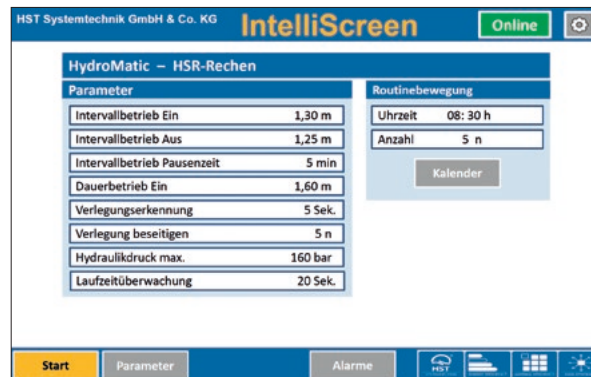 HST Systemtechnik GmbH & Co. KG
IntelliScreen
Online
HydroMatic – HSR-Rechen
Parameter
Intervallbetrieb Ein 1,30 m
Intervallbetrieb Aus 1,25 m
Intervallbetrieb Pausenzeit 5 min
Dauerbetrieb Ein 1,60 m
Verlegungserkennung 5 Sek.
Verlegung beseitigen 5 n
Hydraulikdruck max. 160 bar
Laufzeitüberwachung 20 Sek.
Routinebewegung
Uhrzeit 08: 30 h
Anzahl 5 n
Kalender
Start
Parameter
Alarme
HST